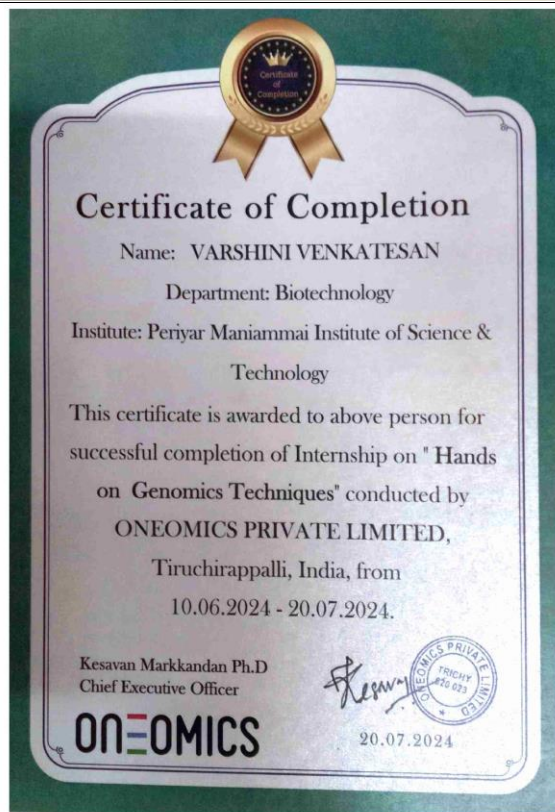 Certificate
of
Completion
Certificate of Completion
Name: VARSHINI VENKATESAN
Department: Biotechnology
Institute: Periyar Maniammai Institute of Science &
Technology
This certificate is awarded to above person for
successful completion of Internship on " Hands
on Genomics Techniques" conducted by
ONEOMICS PRIVATE LIMITED,
Tiruchirappalli, India, from
10.06.2024 - 20.07.2024.
Kesavan Markkandan Ph.D
Chief Executive Officer
Kesavn
ONEOMICS PRIVATE LIMITED
TRICHY
620 023
ONEOMICS
20.07.2024